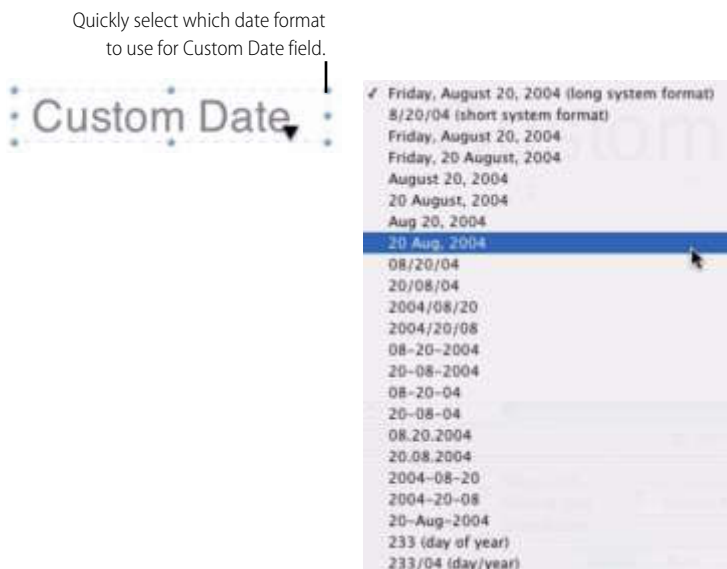 Quickly select which date format
to use for Custom Date field.
Custom Date
✓ Friday, August 20, 2004 (long system format)
8/20/04 (short system format)
Friday, August 20, 2004
Friday, 20 August, 2004
August 20, 2004
20 August, 2004
Aug 20, 2004
20 Aug, 2004
08/20/04
20/08/04
2004/08/20
2004/20/08
08-20-2004
20-08-2004
08-20-04
20-08-04
08.20.2004
20.08.2004
2004-08-20
2004-20-08
20-Aug-2004
233 (day of year)
233/04 (day/year)